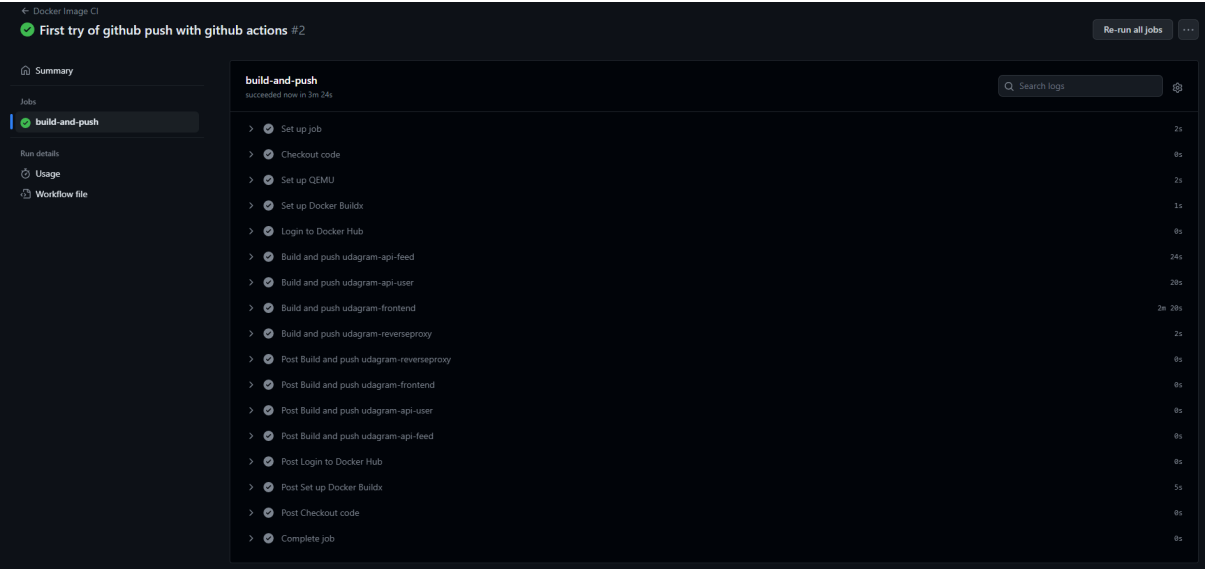 ← Docker Image CI
First try of github push with github actions #2
Re-run all jobs
...
Summary
Jobs
build-and-push
Run details
Usage
Workflow file
build-and-push
succeeded now in 3m 24s
Search logs
Set up job 2s
Checkout code 0s
Set up QEMU 2s
Set up Docker Buildx 1s
Login to Docker Hub 0s
Build and push udagram-api-feed 24s
Build and push udagram-api-user 20s
Build and push udagram-frontend 2m 20s
Build and push udagram-reverseproxy 2s
Post Build and push udagram-reverseproxy 0s
Post Build and push udagram-frontend 0s
Post Build and push udagram-api-user 0s
Post Build and push udagram-api-feed 0s
Post Login to Docker Hub 0s
Post Set up Docker Buildx 5s
Post Checkout code 0s
Complete job 0s